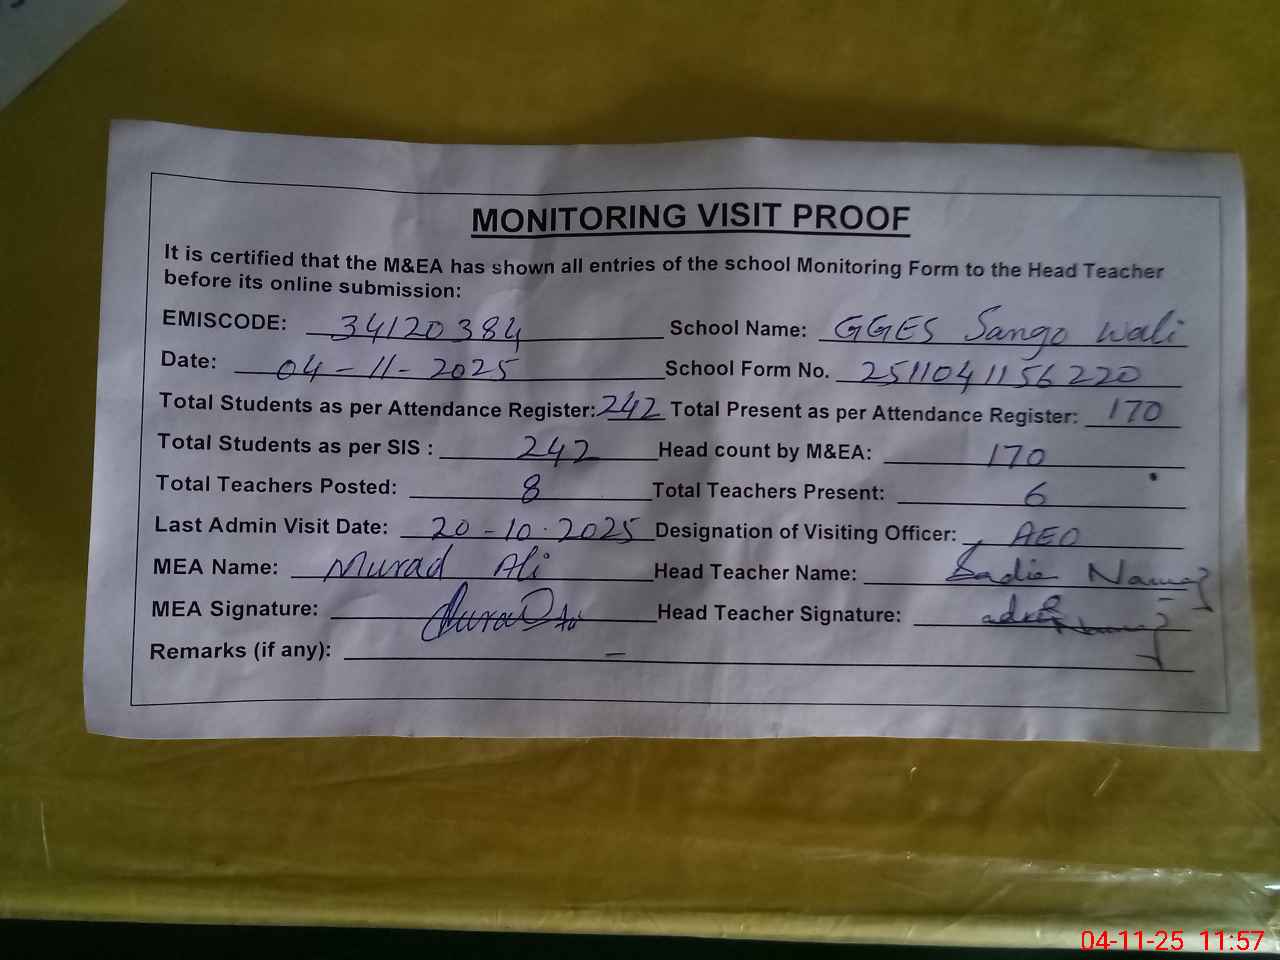 MONITORING VISIT PROOF
It is certified that the M&EA has shown all entries of the school Monitoring Form to the Head Teacher
before its online submission:
EMISCODE: 34120384 School Name: GGES Sango Wali
Date: 04-11-2025 School Form No. 2511041156220
Total Students as per Attendance Register: 242 Total Present as per Attendance Register: 170
Total Students as per SIS : 242 Head count by M&EA: 170
Total Teachers Posted: 8 Total Teachers Present: 6
Last Admin Visit Date: 20-10-2025 Designation of Visiting Officer: AEO
MEA Name: Murad Ali Head Teacher Name: Sadia
MEA Signature: Head Teacher Signature:
Remarks (if any): —
04-11-25 11:57